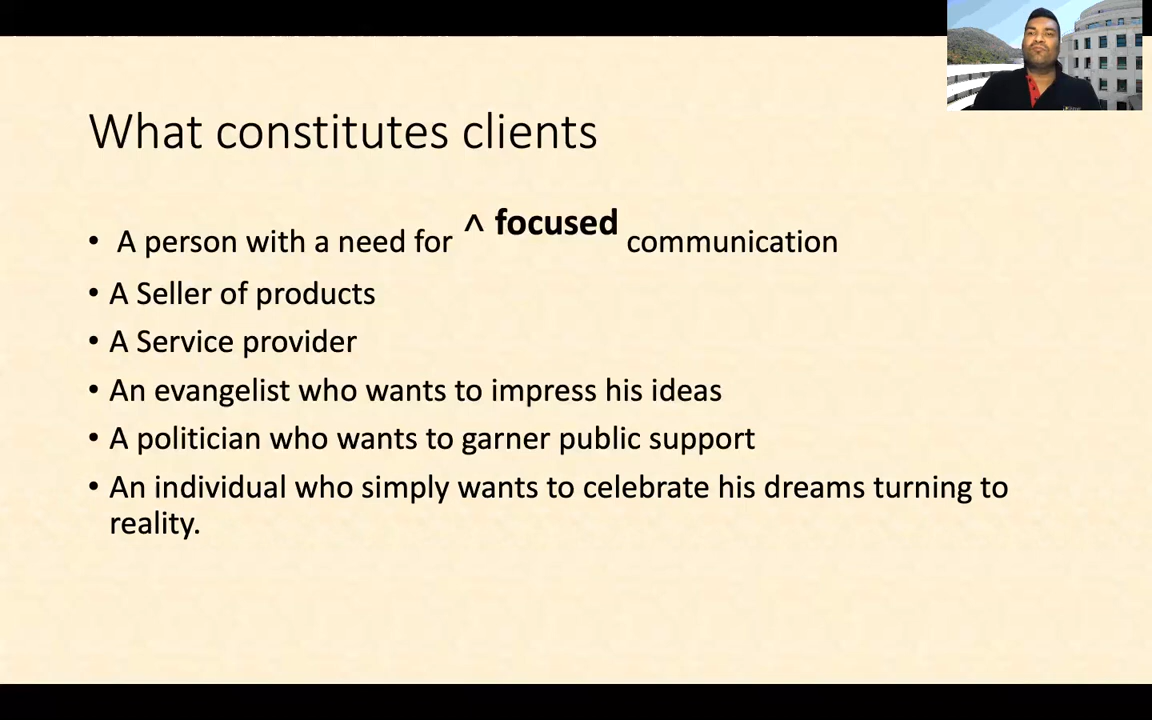 What constitutes clients
• A person with a need for ^ focused communication
• A Seller of products
• A Service provider
• An evangelist who wants to impress his ideas
• A politician who wants to garner public support
• An individual who simply wants to celebrate his dreams turning to
reality.